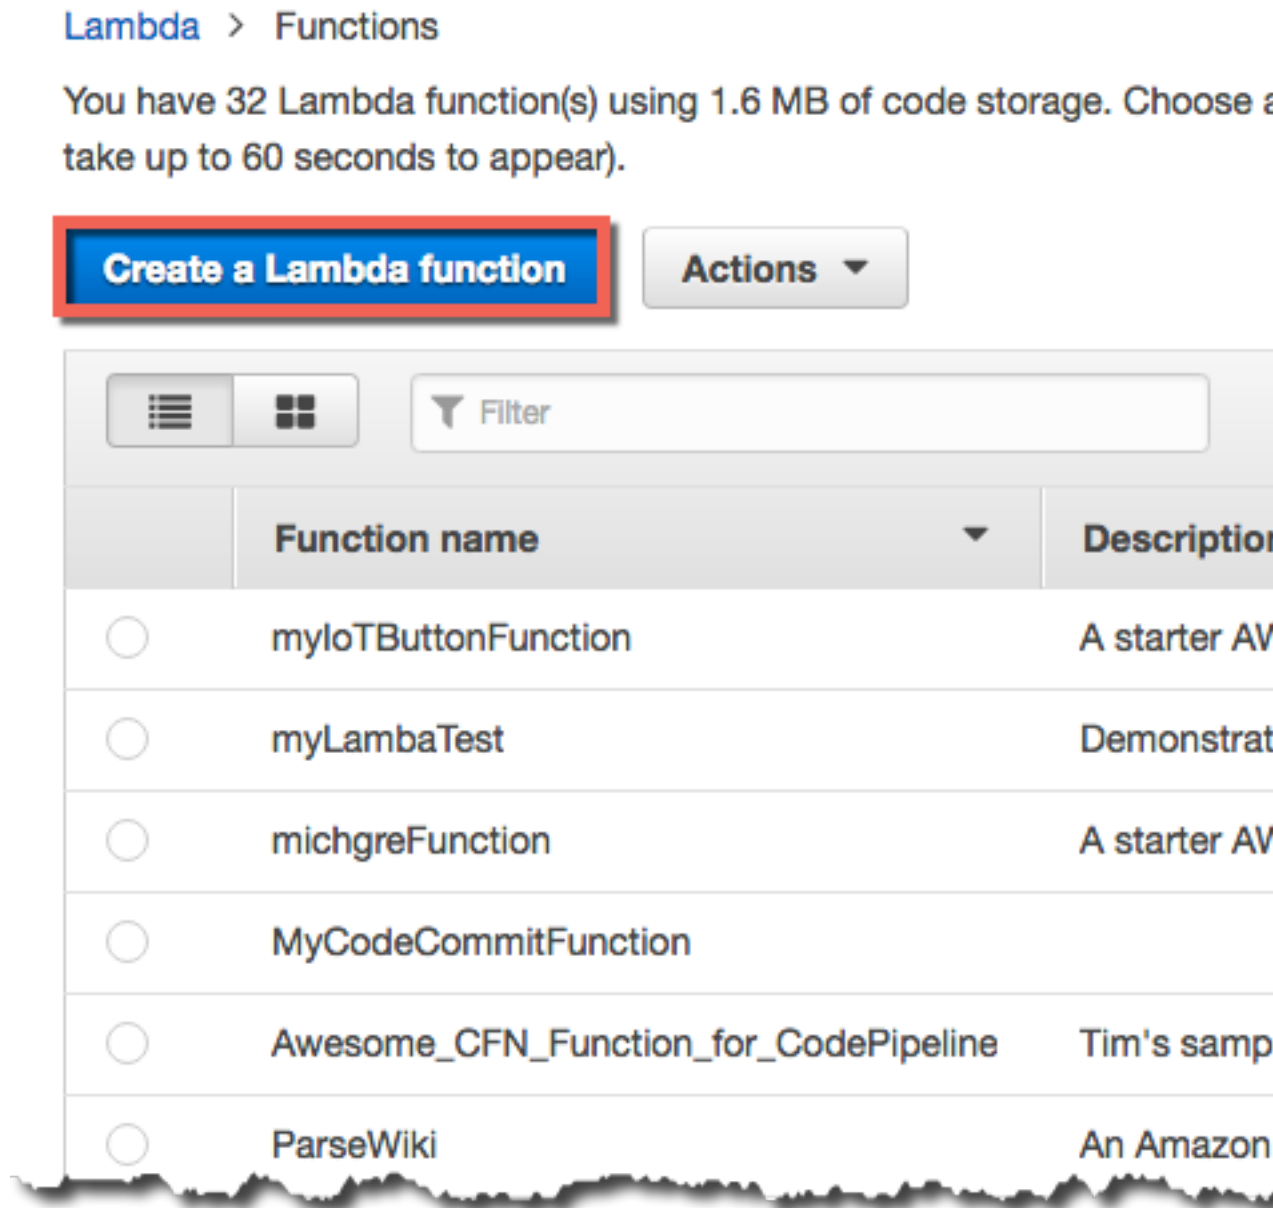 Lambda > Functions
You have 32 Lambda function(s) using 1.6 MB of code storage. Choose a
take up to 60 seconds to appear).
Create a Lambda function Actions
Filter
Function name Description
myIoTButtonFunction A starter AW
myLambaTest Demonstrat
michgreFunction A starter AW
MyCodeCommitFunction
Awesome_CFN_Function_for_CodePipeline Tim's samp
ParseWiki An Amazon